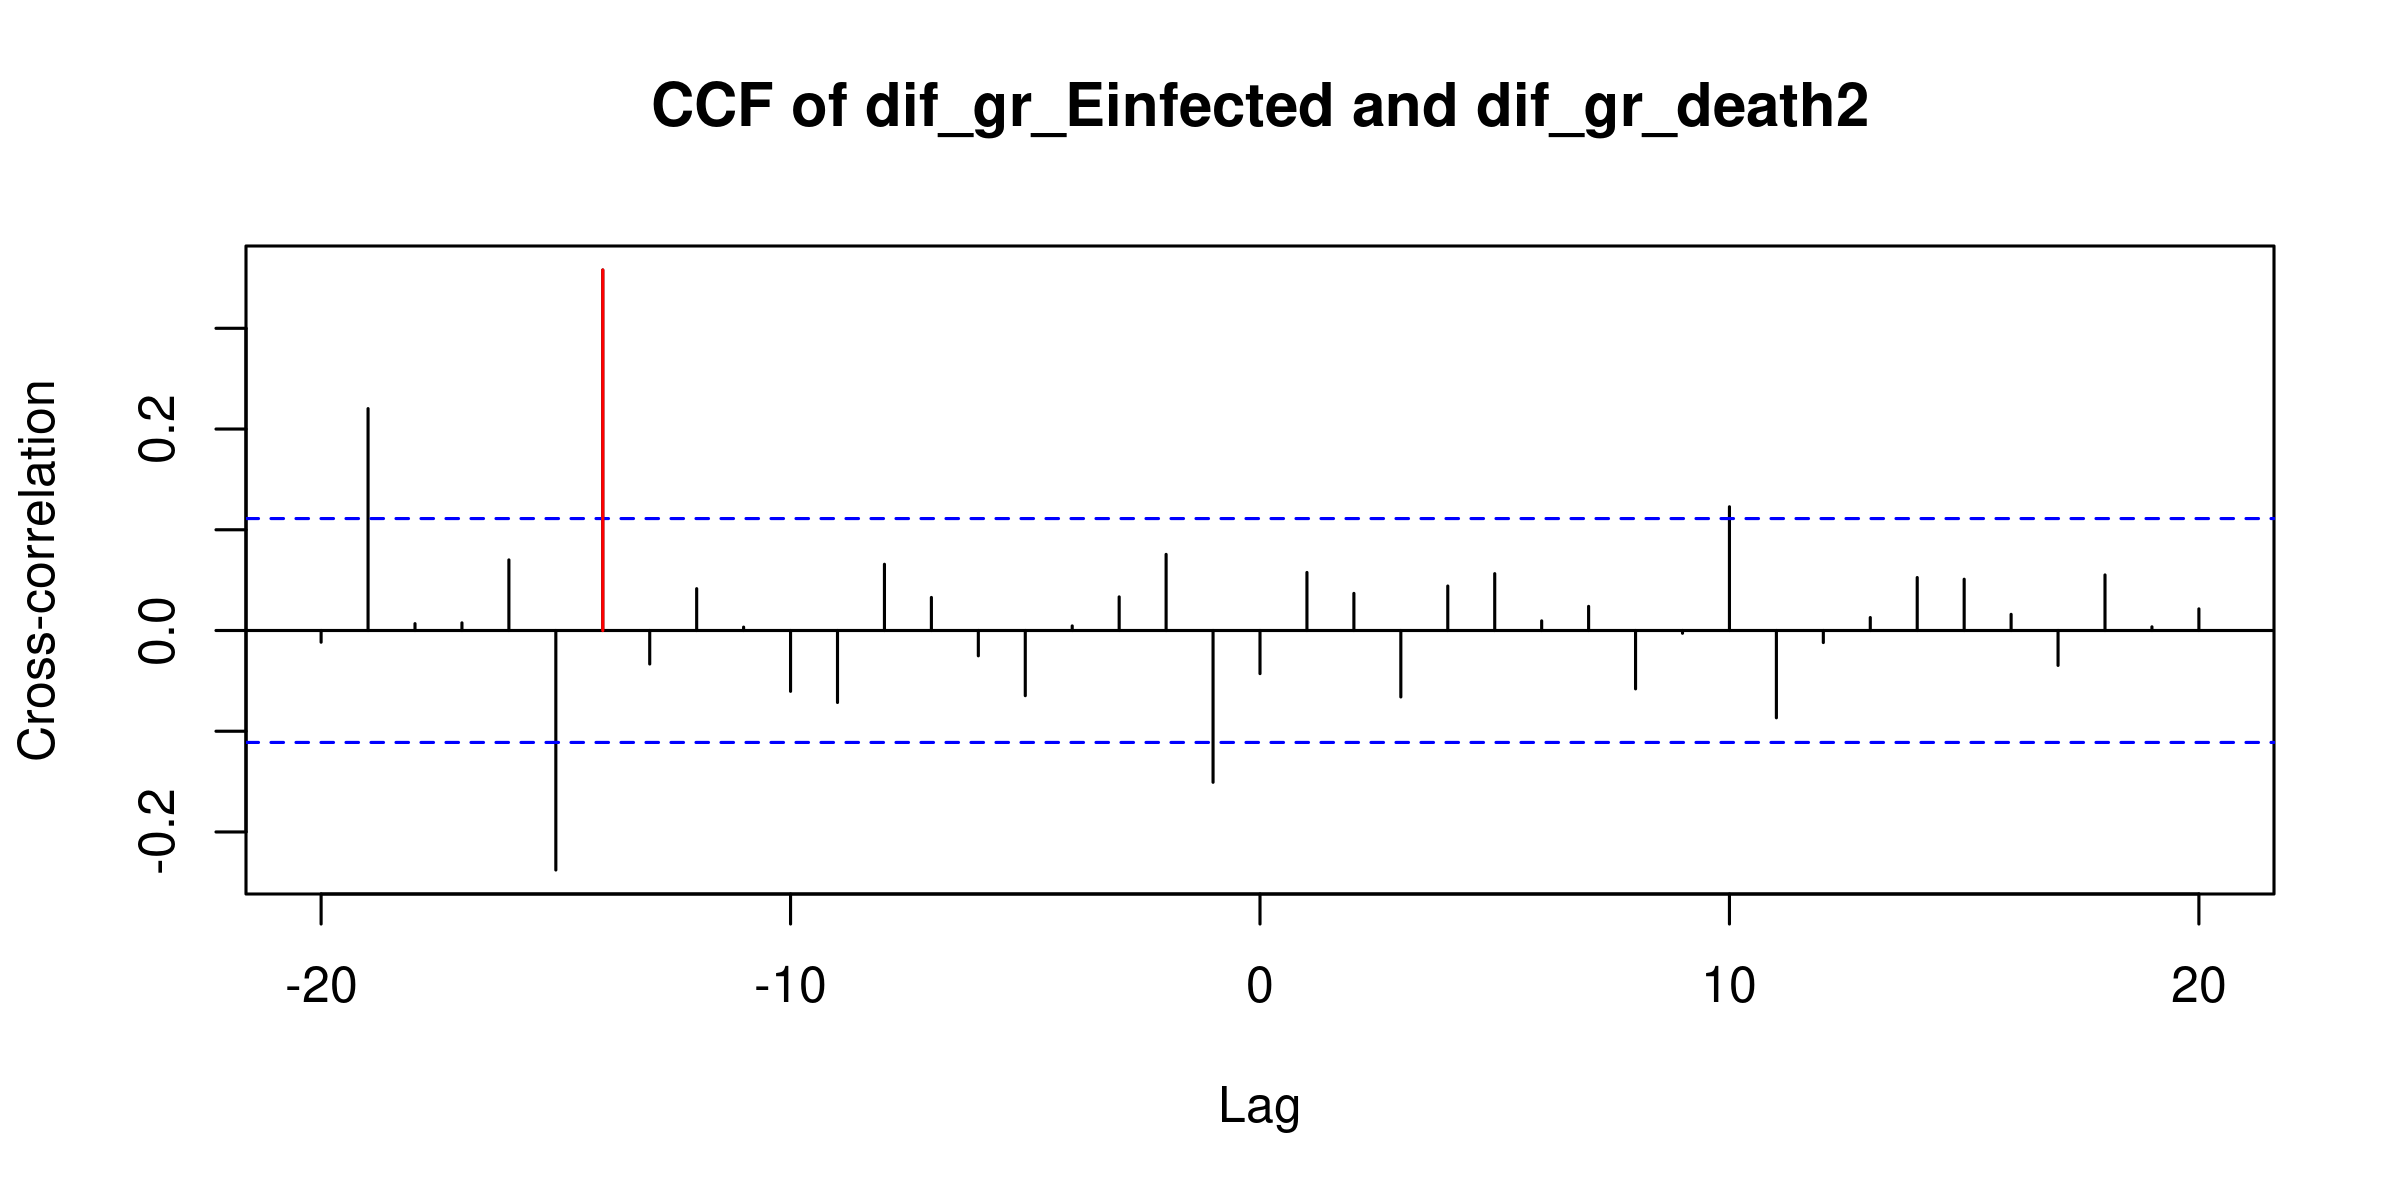 CCF of dif_gr_Einfected and dif_gr_death2
Cross-correlation
0.2
0.0
-0.2
-20 -10 0 10 20
Lag